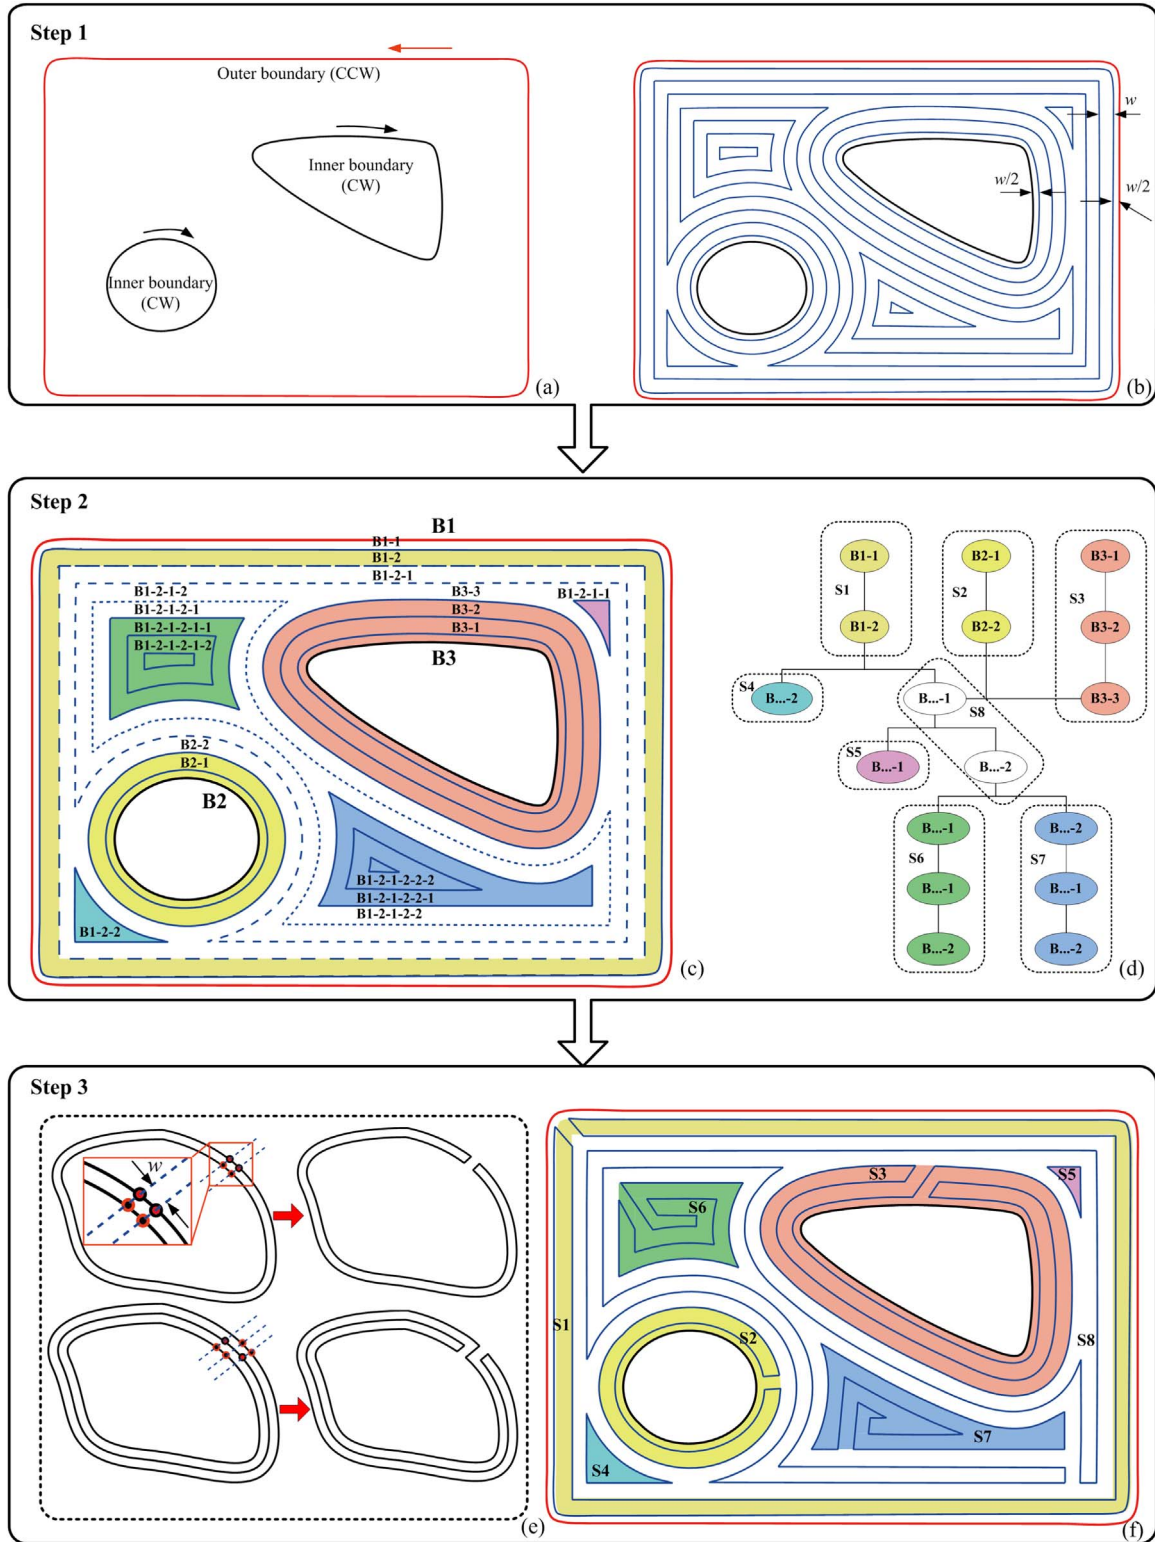 Step 1
Outer boundary (CCW)
Inner boundary
(CW)
Inner boundary
(CW)
(a)
w
w/2
w/2
(b)
Step 2
B1
B1-1
B1-2
B1-2-1
B1-2-1-2
B1-2-1-2-1
B1-2-1-2-1-1
B1-2-1-2-1-2
B3-3
B3-2
B3-1
B3
B1-2-1-1
B2-2
B2-1
B2
B1-2-1-2-2-2
B1-2-1-2-2-1
B1-2-1-2-2
B1-2-2
(c)
B1-1
B2-1
B3-1
S1
S2
S3
B1-2
B2-2
B3-2
S4
B...-2
B...-1
S8
B3-3
S5
B...-1
B...-2
B...-1
B...-2
S6
S7
B...-1
B...-1
B...-2
B...-2
(d)
Step 3
w
(e)
S3
S5
S6
S1
S2
S8
S7
S4
(f)